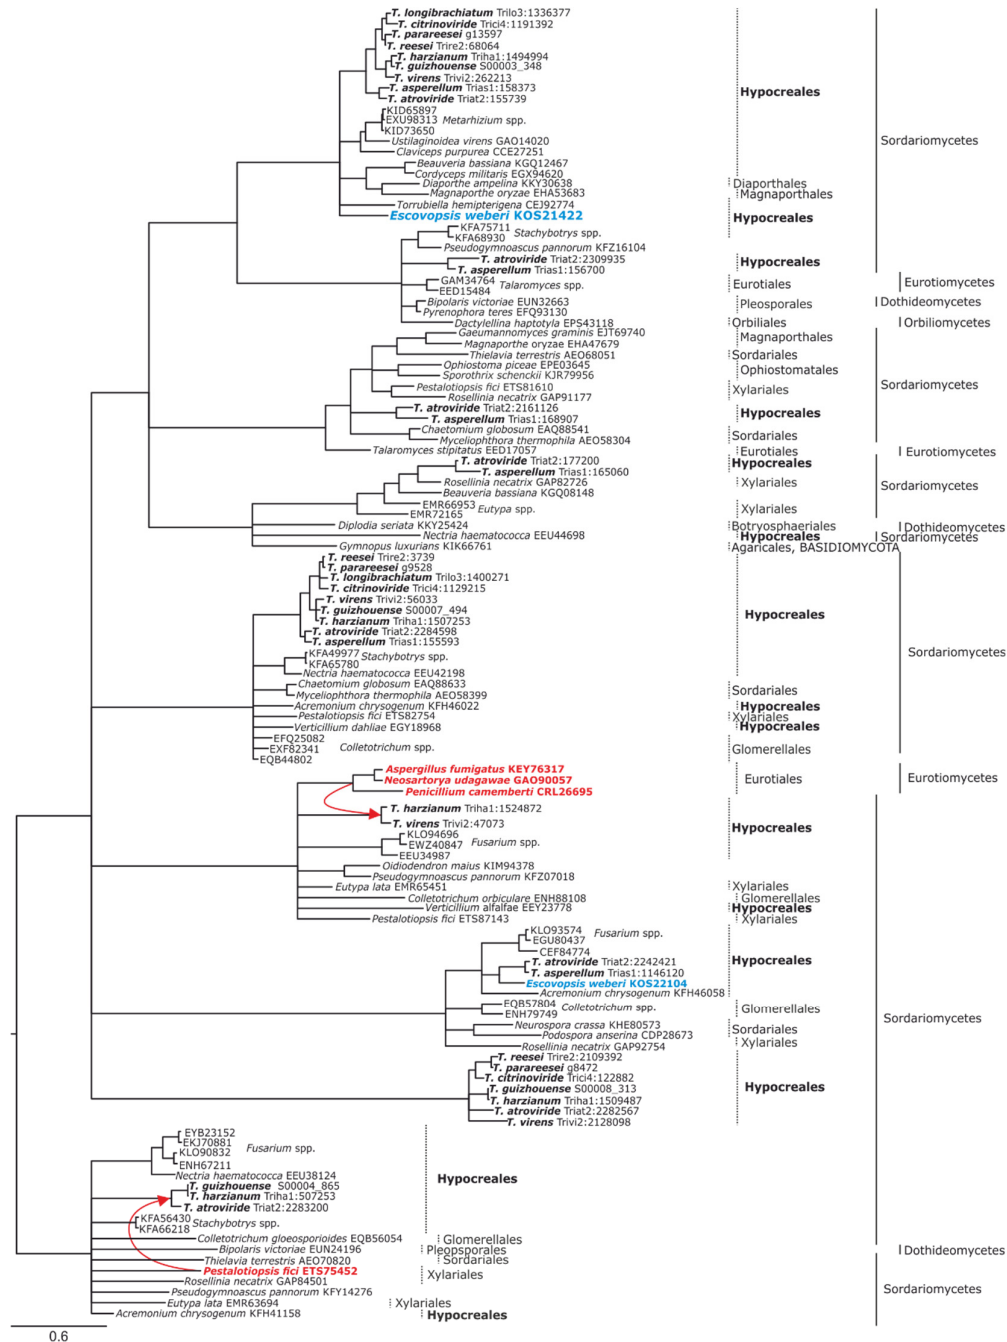 T. longibrachiatum Trilo3:1336377
T. citrinoviride Trici4:1191392
T. parareesei g13597
T. reesei Trire2:68064
T. harzianum Triha1:1494994
T. guizhouense S00003_348
T. virens Trivi2:262213
T. asperellum Trias1:158373
T. atroviride Triat2:155739
Hypocreales
KID65897
EXU98313 Metarhizium spp.
KID73650
Ustilaginoidea virens GAO14020
Sordariomycetes
Claviceps purpurea CCE27251
Beauveria bassiana KGQ12467
Cordyceps militaris EGX94620
Diaporthe ampelina KKY30638 Diaporthales
Magnaporthe oryzae EHA53683 Magnaporthales
Torrubiella hemipterigena CEJ92774
Escovopsis weberi KOS21422 Hypocreales
KFA75711
KFA68930 Stachybotrys spp.
Pseudogymnoascus pannorum KFZ16104
T. atroviride Triat2:2309935 Hypocreales
T. asperellum Trias1:156700
GAM34764
EED15484 Talaromyces spp. Eurotiales Eurotiomycetes
Bipolaris victoriae EUN32663 Pleosporales Dothideomycetes
Pyrenophora teres EFQ93130
Dactylellina haptotyla EPS43118 Orbiliales Orbiliomycetes
Gaeumannomyces graminis EJT69740 Magnaporthales
Magnaporthe oryzae EHA47679
Thielavia terrestris AEO68051 Sordariales
Ophiostoma piceae EPE03645 Ophiostomatales
Sporothrix schenckii KJR79956
Pestalotiopsis fici ETS81610 Xylariales Sordariomycetes
Rosellinia necatrix GAP91177
T. atroviride Triat2:2161126 Hypocreales
T. asperellum Trias1:168907
Chaetomium globosum EAQ88541 Sordariales
Myceliophthora thermophila AEO58304
Talaromyces stipitatus EED17057 Eurotiales Eurotiomycetes
T. atroviride Triat2:177200 Hypocreales
T. asperellum Trias1:165060
Rosellinia necatrix GAP82726 Xylariales Sordariomycetes
Beauveria bassiana KGQ08148
EMR66953
EMR72165 Eutypa spp. Xylariales
Diplodia seriata KKY25424 Botryosphaeriales Dothideomycetes
Nectria haematococca EEU44698 Hypocreales Sordariomycetes
Gymnopus luxurians KIK66761 Agaricales, BASIDIOMYCOTA
T. reesei Trire2:3739
T. parareesei g9528
T. longibrachiatum Trilo3:1400271
T. citrinoviride Trici4:1129215
T. virens Trivi2:56033
T. guizhouense S00007_494
T. harzianum Triha1:1507253
T. atroviride Triat2:2284598
T. asperellum Trias1:155593
Hypocreales
KFA49977
KFA65780 Stachybotrys spp.
Sordariomycetes
Nectria haematococca EEU42198
Chaetomium globosum EAQ88633 Sordariales
Myceliophthora thermophila AEO58399
Acremonium chrysogenum KFH46022 Hypocreales
Pestalotiopsis fici ETS82754 Xylariales
Verticillium dahliae EGY18968 Hypocreales
EFQ25082
EXF82341 Colletotrichum spp. Glomerellales
EQB44802
Aspergillus fumigatus KEY76317
Neosartorya udagawae GAO90057 Eurotiales Eurotiomycetes
Penicillium camemberti CRL26695
T. harzianum Triha1:1524872
T. virens Trivi2:47073 Hypocreales
KLO94696
EWZ40847 Fusarium spp.
EEU34987
Oidiodendron maius KIM94378
Pseudogymnoascus pannorum KFZ07018
Eutypa lata EMR65451 Xylariales
Colletotrichum orbiculare ENH88108 Glomerellales
Verticillium alfalfae EEY23778 Hypocreales
Pestalotiopsis fici ETS87143 Xylariales
KLO93574
EGU80437 Fusarium spp.
CEF84774
T. atroviride Triat2:2242421 Hypocreales
T. asperellum Trias1:1146120
Escovopsis weberi KOS22104
Acremonium chrysogenum KFH46058
EQB57804 Colletotrichum spp. Glomerellales
ENH79749
Sordariomycetes
Neurospora crassa KHE80573 Sordariales
Podospora anserina CDP28673
Rosellinia necatrix GAP92754 Xylariales
T. reesei Trire2:2109392
T. parareesei g8472
T. citrinoviride Trici4:122882
T. guizhouense S00008_313 Hypocreales
T. harzianum Triha1:1509487
T. atroviride Triat2:2282567
T. virens Trivi2:2128098
EYB23152
EKJ70881 Fusarium spp.
KLO90832
ENH67211
Nectria haematococca EEU38124 Hypocreales
T. guizhouense S00004_865
T. harzianum Triha1:507253
T. atroviride Triat2:2283200
KFA56430 Stachybotrys spp.
KFA66218
Colletotrichum gloeosporioides EQB56054 Glomerellales
Bipolaris victoriae EUN24196 Pleopsporales Dothideomycetes
Thielavia terrestris AEO70820 Sordariales
Pestalotiopsis fici ETS75452 Xylariales
Rosellinia necatrix GAP84501
Sordariomycetes
Pseudogymnoascus pannorum KFY14276
Eutypa lata EMR63694 Xylariales
Acremonium chrysogenum KFH41158 Hypocreales
0.6